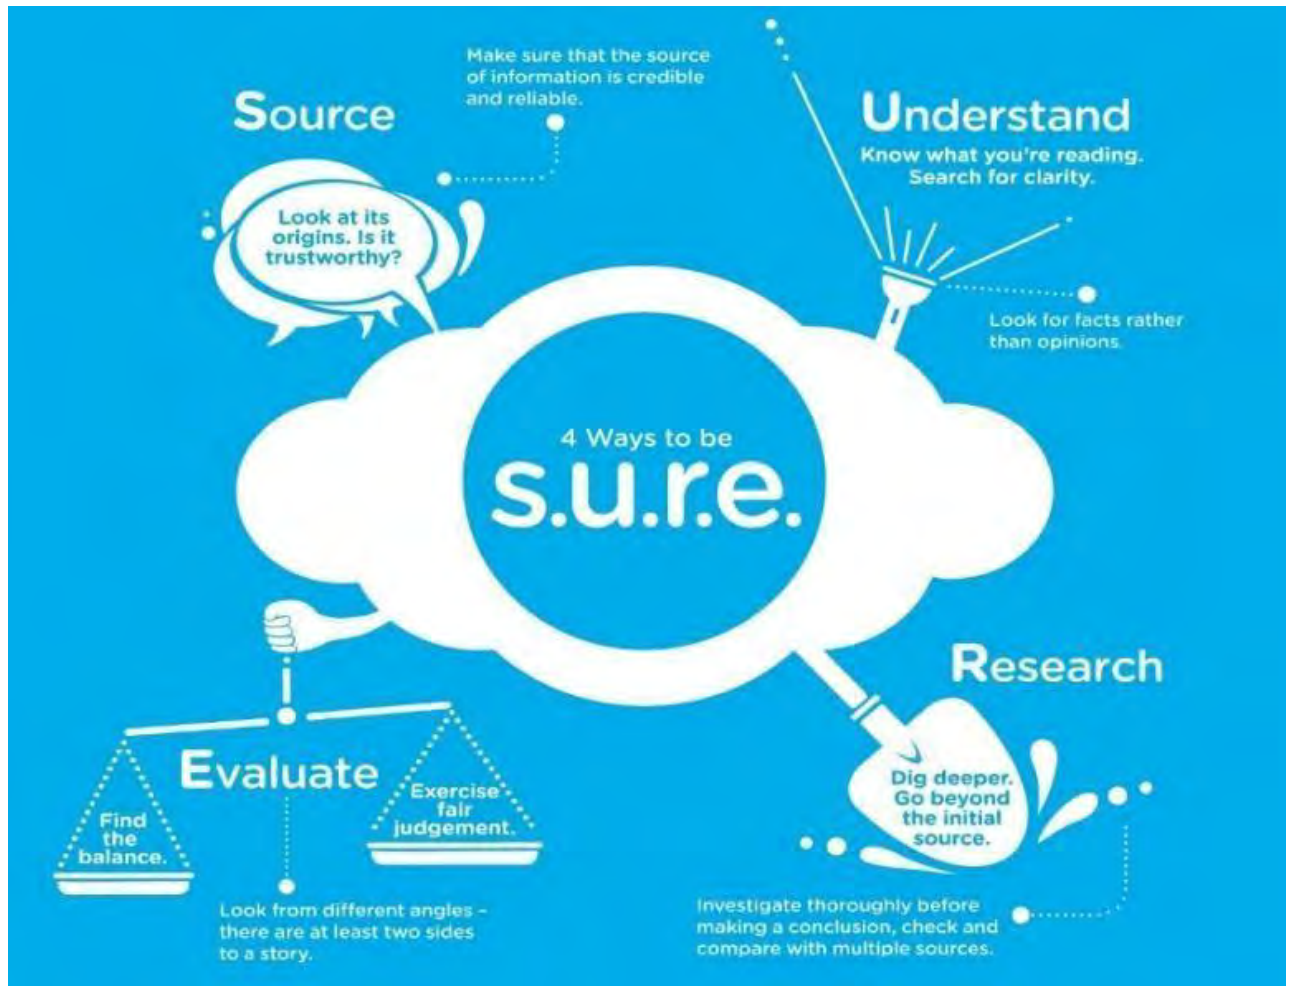 Source
Make sure that the source
of information is credible
and reliable.
Look at its
origins. Is it
trustworthy?
Understand
Know what you're reading.
Search for clarity.
Look for facts rather
than opinions.
4 Ways to be
s.u.r.e.
Research
Dig deeper.
Go beyond
the initial
source.
Investigate thoroughly before
making a conclusion, check and
compare with multiple sources.
Evaluate
Find
the
balance.
Exercise
fair
judgement.
Look from different angles –
there are at least two sides
to a story.